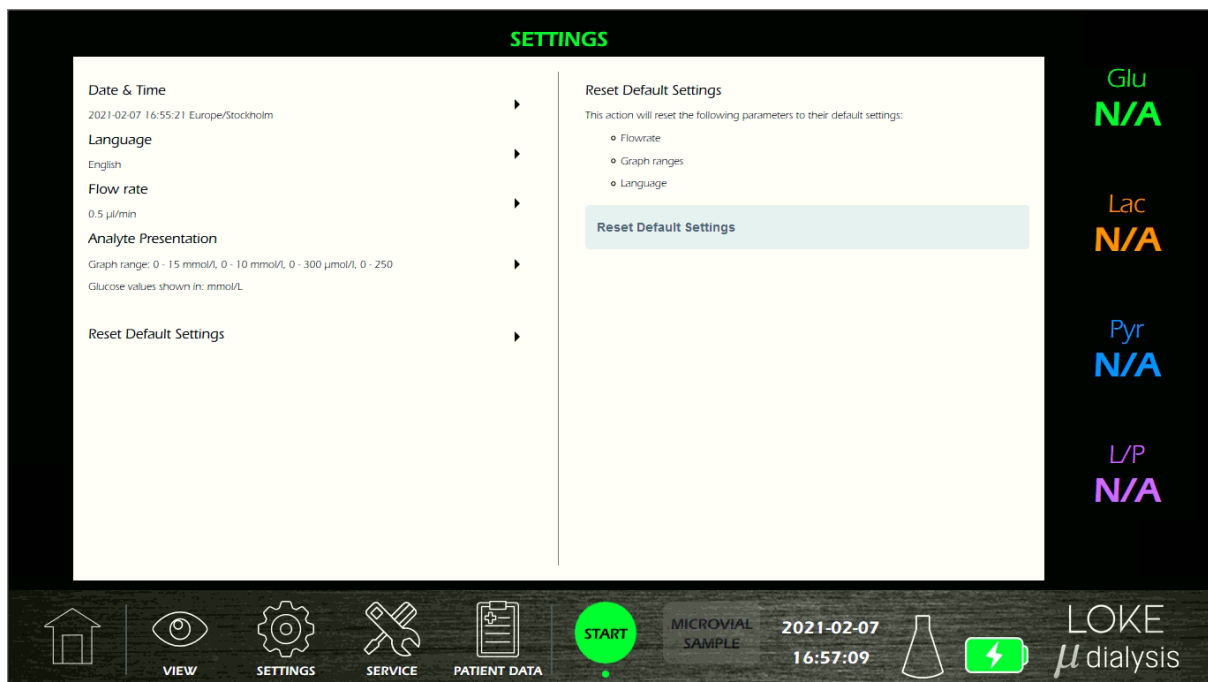 SETTINGS
Date & Time
2021-02-07 16:55:21 Europe/Stockholm
Language
English
Flow rate
0.5 µl/min
Analyte Presentation
Graph range: 0 - 15 mmol/l, 0 - 10 mmol/l, 0 - 300 µmol/l, 0 - 250
Glucose values shown in: mmol/L
Reset Default Settings
Reset Default Settings
This action will reset the following parameters to their default settings:
Flowrate
Graph ranges
Language
Reset Default Settings
Glu
N/A
Lac
N/A
Pyr
N/A
L/P
N/A
VIEW
SETTINGS
SERVICE
PATIENT DATA
START
MICROVIAL
SAMPLE
2021-02-07
16:57:09
LOKE
µ dialysis